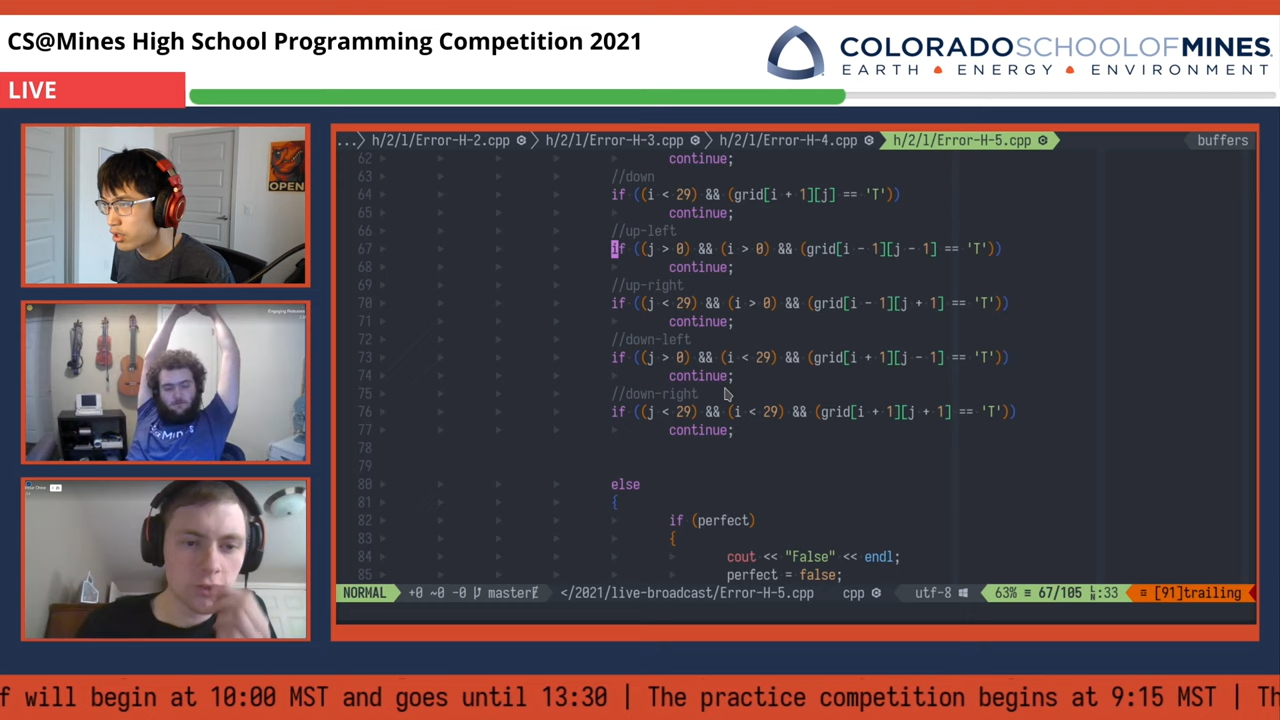 CS@Mines High School Programming Competition 2021
COLORADOSCHOOLOFMINES
EARTH • ENERGY • ENVIRONMENT
LIVE
OPEN
...〉 h/2/l/Error-H-2.cpp 〉 h/2/l/Error-H-3.cpp 〉 h/2/l/Error-H-4.cpp h/2/l/Error-H-5.cpp buffers
62 continue;
63 //down
64 if ((i < 29) && (grid[i + 1][j] == 'T'))
65 continue;
66 //up-left
67 if ((j > 0) && (i > 0) && (grid[i - 1][j - 1] == 'T'))
68 continue;
69 //up-right
70 if ((j < 29) && (i > 0) && (grid[i - 1][j + 1] == 'T'))
71 continue;
72 //down-left
73 if ((j > 0) && (i < 29) && (grid[i + 1][j - 1] == 'T'))
74 continue;
75 //down-right
76 if ((j < 29) && (i < 29) && (grid[i + 1][j + 1] == 'T'))
77 continue;
78
79
80 else
81 {
82 if (perfect)
83 {
84 cout << "False" << endl;
85 perfect = false;
NORMAL +0 ~0 -0 master </2021/live-broadcast/Error-H-5.cpp cpp utf-8 63% ≡ 67/105 LN:33 ≡ [91]trailing
f will begin at 10:00 MST and goes until 13:30 | The practice competition begins at 9:15 MST | Th